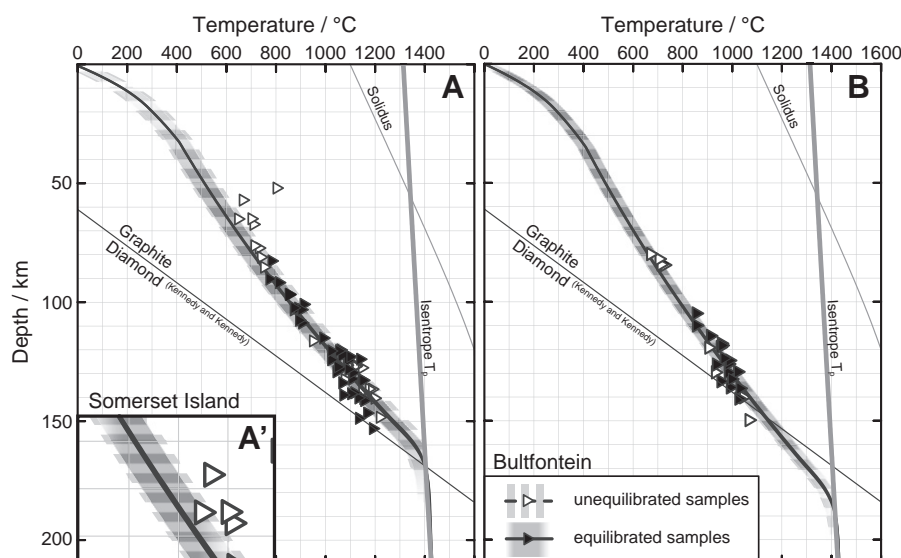 Temperature / °C
Temperature / °C
0 200 400 600 800 1000 1200 1400
0 200 400 600 800 1000 1200 1400 1600
A
B
Solidus
Solidus
50
Graphite
Diamond (Kennedy and Kennedy)
Graphite
Diamond (Kennedy and Kennedy)
100
Depth / km
Isentrope Tp
Isentrope Tp
Somerset Island
150
A'
Bultfontein
unequilibrated samples
equilibrated samples
200